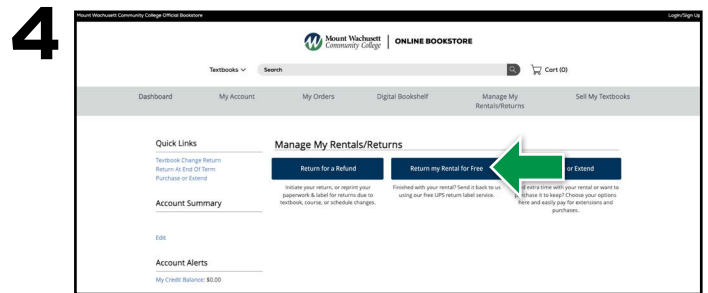 4
Mount Wachusett Community College Official Bookstore
Login/Sign Up
Mount Wachusett
Community College
ONLINE BOOKSTORE
Textbooks
Search
Cart (0)
Dashboard
My Account
My Orders
Digital Bookshelf
Manage My
Rentals/Returns
Sell My Textbooks
Quick Links
Textbook Change Return
Return At End Of Term
Purchase or Extend
Account Summary
Edit
Account Alerts
My Credit Balance: $0.00
Manage My Rentals/Returns
Return for a Refund
Initiate your return, or reprint your
paperwork & label for returns due to
textbook, course, or schedule changes.
Return my Rental for Free
Finished with your rental? Send it back to us
using our free UPS return label service.
or Extend
extra time with your rental or want to
purchase it to keep? Choose your options
here and easily pay for extensions and
purchases.